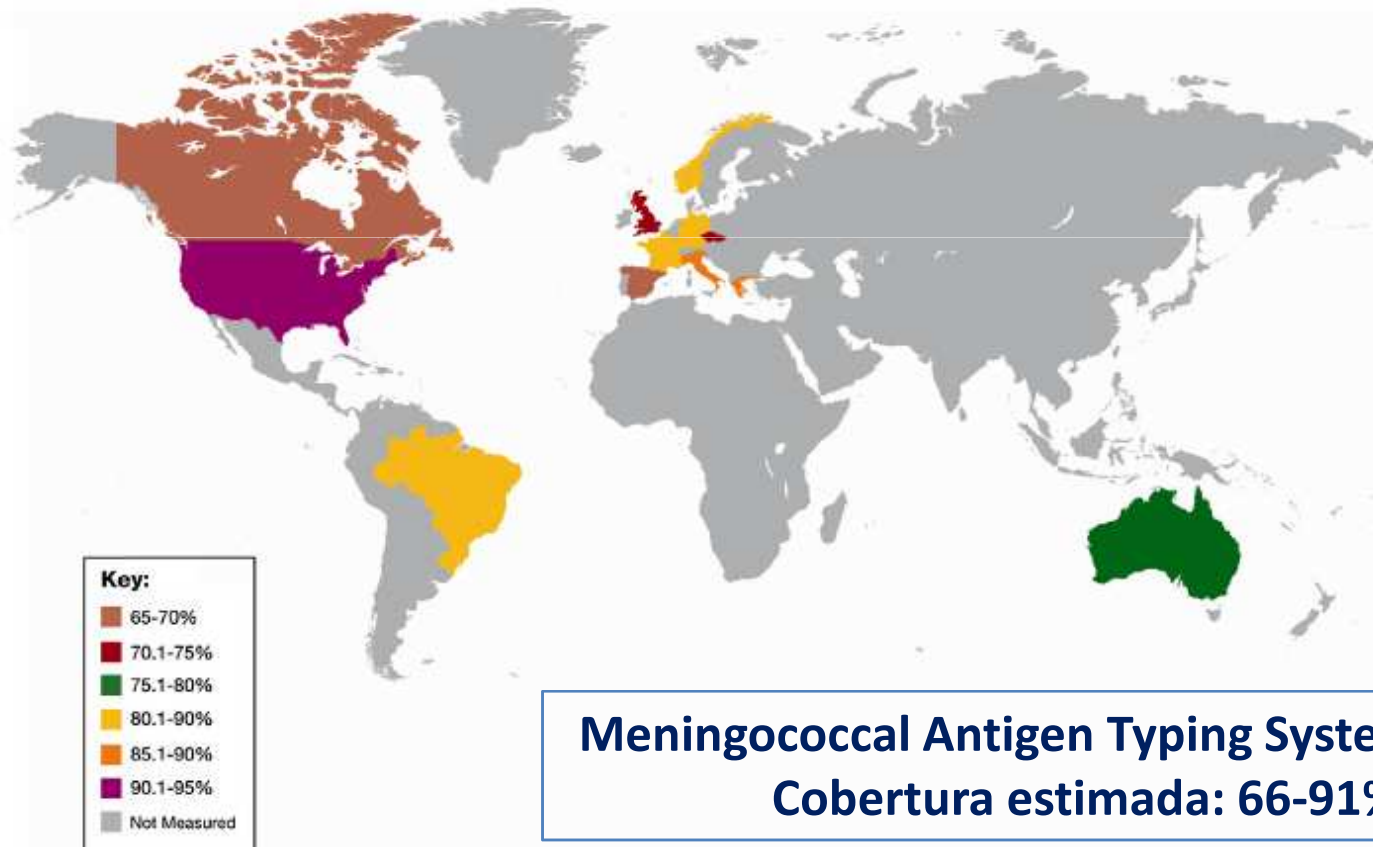 Key:
65-70%
70.1-75%
75.1-80%
80.1-90%
85.1-90%
90.1-95%
Not Measured
Meningococcal Antigen Typing Syste
Cobertura estimada: 66-91%